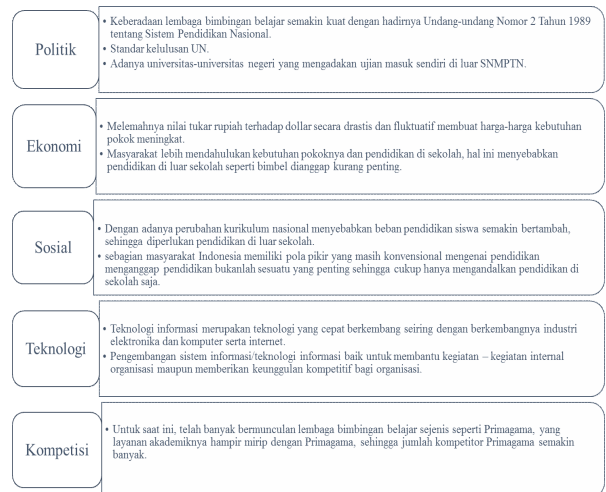 Politik
• Keberadaan lembaga bimbingan belajar semakin kuat dengan hadirnya Undang-undang Nomor 2 Tahun 1989
tentang Sistem Pendidikan Nasional.
• Standar kelulusan UN.
• Adanya universitas-universitas negeri yang mengadakan ujian masuk sendiri di luar SNMPTN.
Ekonomi
• Melemahnya nilai tukar rupiah terhadap dollar secara drastis dan fluktuatif membuat harga-harga kebutuhan
pokok meningkat.
• Masyarakat lebih mendahulukan kebutuhan pokoknya dan pendidikan di sekolah, hal ini menyebabkan
pendidikan di luar sekolah seperti bimbel dianggap kurang penting.
Sosial
• Dengan adanya perubahan kurikulum nasional menyebabkan beban pendidikan siswa semakin bertambah,
sehingga diperlukan pendidikan di luar sekolah.
• sebagian masyarakat Indonesia memiliki pola pikir yang masih konvensional mengenai pendidikan
menganggap pendidikan bukanlah sesuatu yang penting sehingga cukup hanya mengandalkan pendidikan di
sekolah saja.
Teknologi
• Teknologi informasi merupakan teknologi yang cepat berkembang seiring dengan berkembangnya industri
elektronika dan komputer serta internet.
• Pengembangan sistem informasi/teknologi informasi baik untuk membantu kegiatan – kegiatan internal
organisasi maupun memberikan keunggulan kompetitif bagi organisasi.
Kompetisi
• Untuk saat ini, telah banyak bermunculan lembaga bimbingan belajar sejenis seperti Primagama, yang
layanan akademiknya hampir mirip dengan Primagama, sehingga jumlah kompetitor Primagama semakin
banyak.